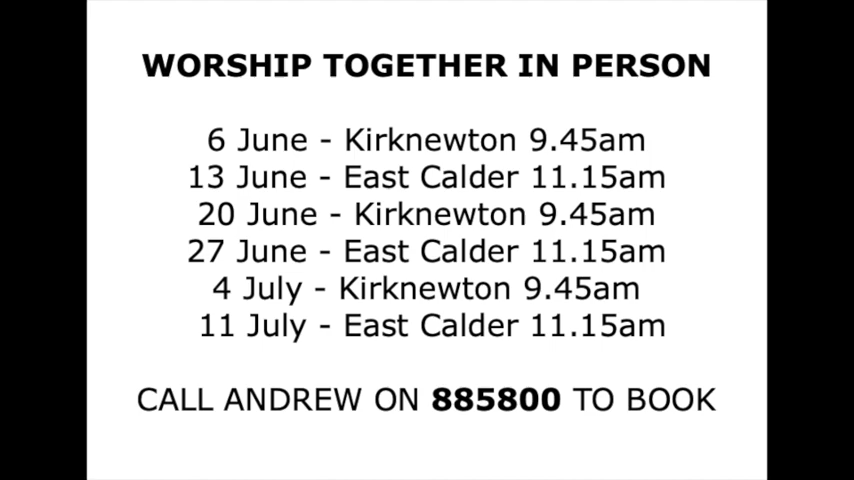 WORSHIP TOGETHER IN PERSON
6 June - Kirknewton 9.45am
13 June - East Calder 11.15am
20 June - Kirknewton 9.45am
27 June - East Calder 11.15am
4 July - Kirknewton 9.45am
11 July - East Calder 11.15am
CALL ANDREW ON 885800 TO BOOK